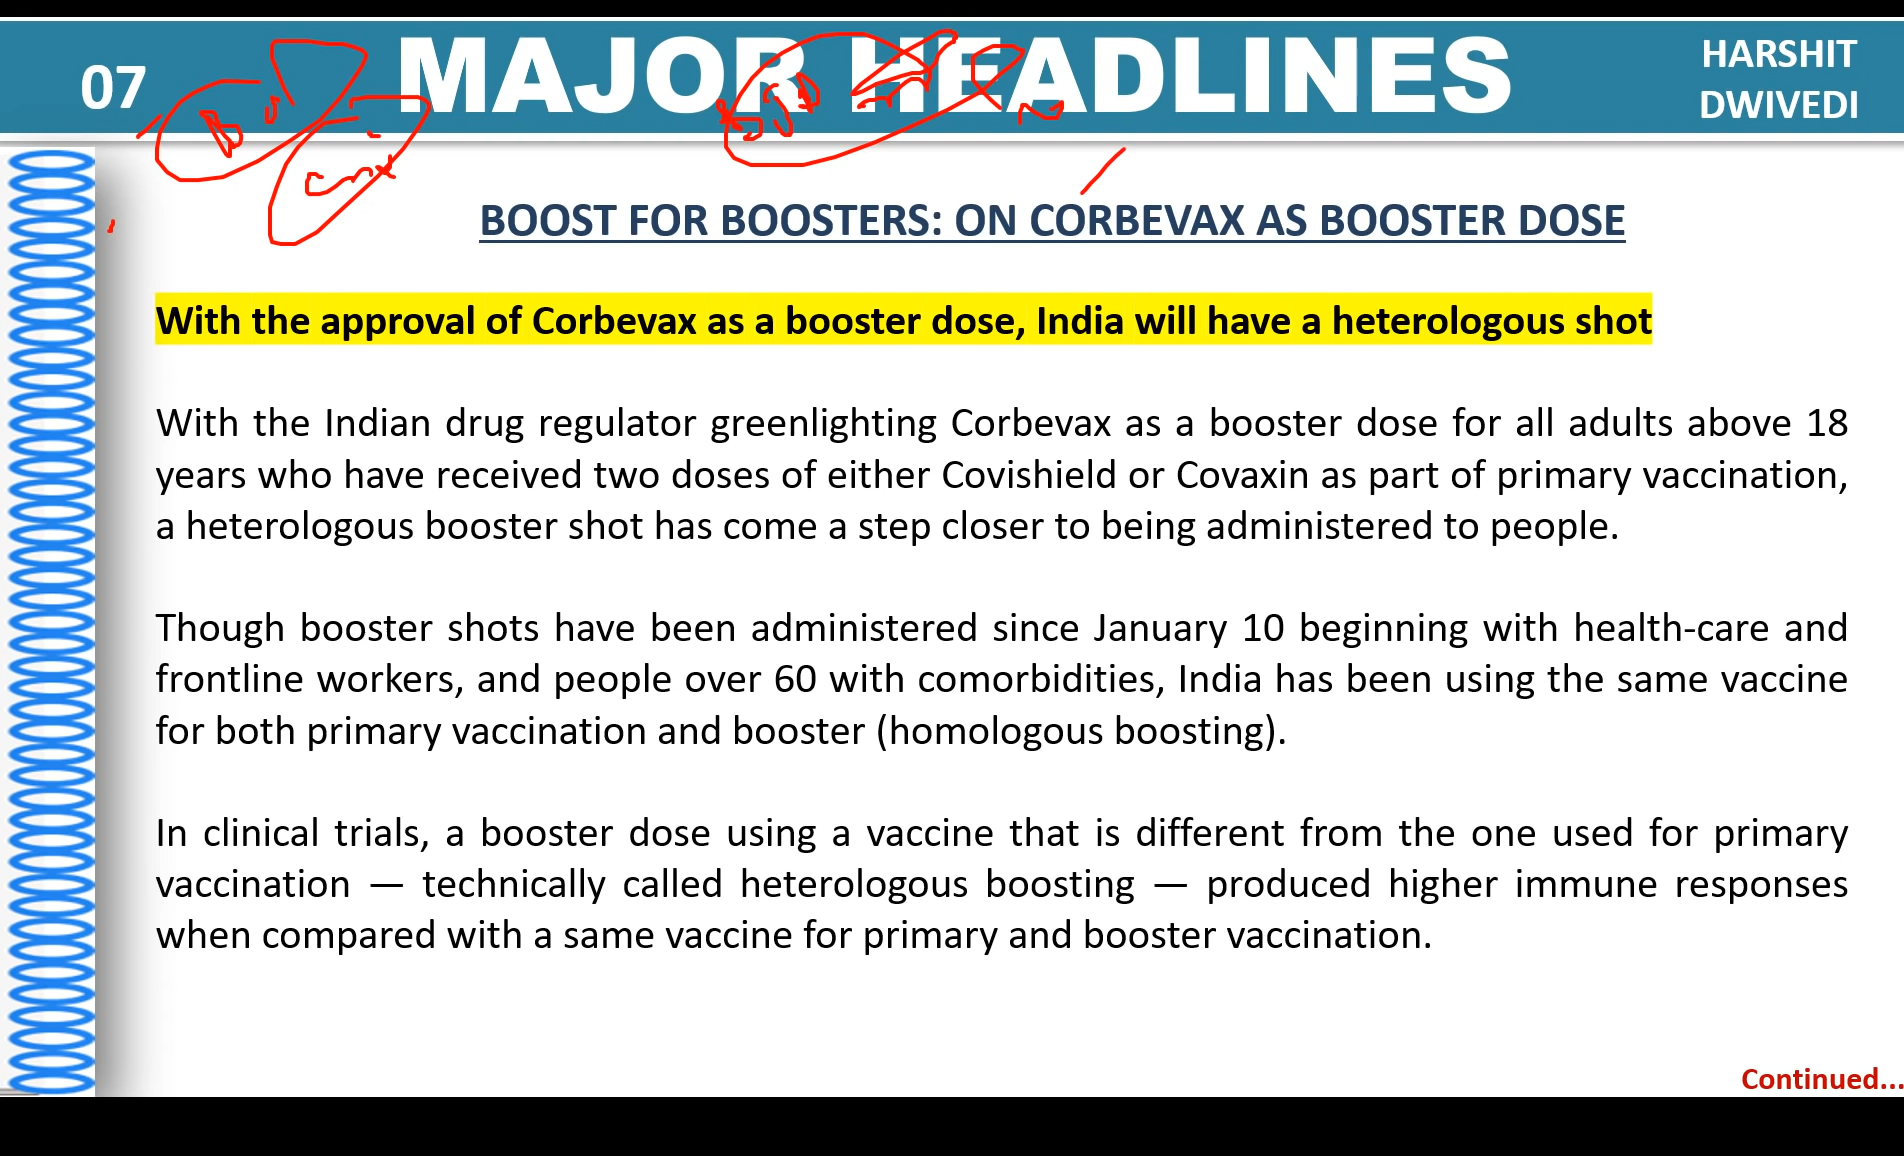 07
MAJOR HEADLINES
HARSHIT
DWIVEDI
BOOST FOR BOOSTERS: ON CORBEVAX AS BOOSTER DOSE
With the approval of Corbevax as a booster dose, India will have a heterologous shot
With the Indian drug regulator greenlighting Corbevax as a booster dose for all adults above 18
years who have received two doses of either Covishield or Covaxin as part of primary vaccination,
a heterologous booster shot has come a step closer to being administered to people.
Though booster shots have been administered since January 10 beginning with health-care and
frontline workers, and people over 60 with comorbidities, India has been using the same vaccine
for both primary vaccination and booster (homologous boosting).
In clinical trials, a booster dose using a vaccine that is different from the one used for primary
vaccination — technically called heterologous boosting — produced higher immune responses
when compared with a same vaccine for primary and booster vaccination.
Continued...